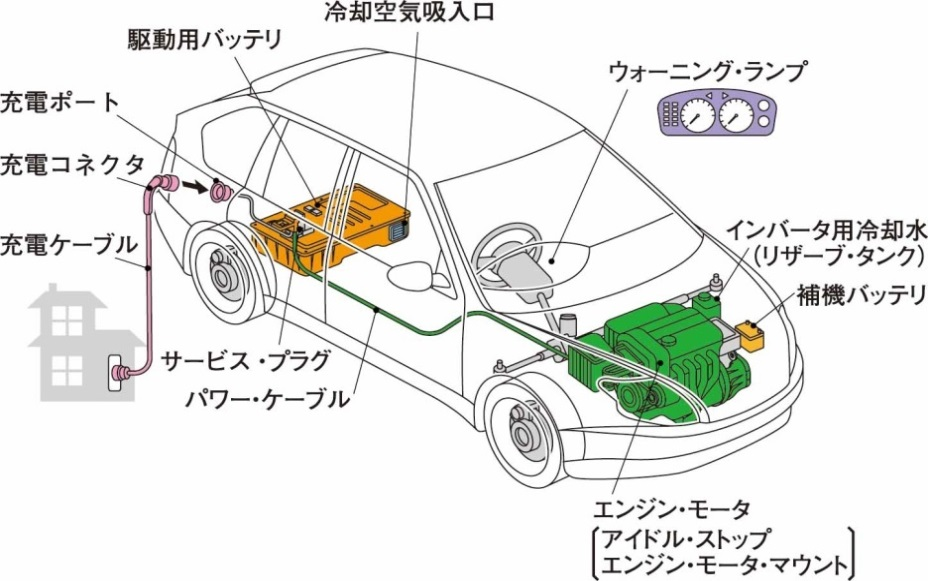 冷却空気吸入口
駆動用バッテリ
ウォーニング・ランプ
充電ポート
充電コネクタ
充電ケーブル
インバータ用冷却水
(リザーブ・タンク)
補機バッテリ
サービス・プラグ
パワー・ケーブル
エンジン・モータ
アイドル・ストップ
エンジン・モータ・マウント